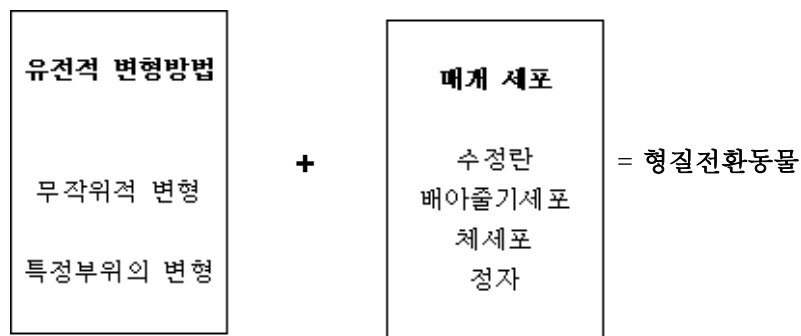 유전적 변형방법
무작위적 변형
특정부위의 변형
+
매개 세포
수정란
배아줄기세포
체세포
정자
= 형질전환동물